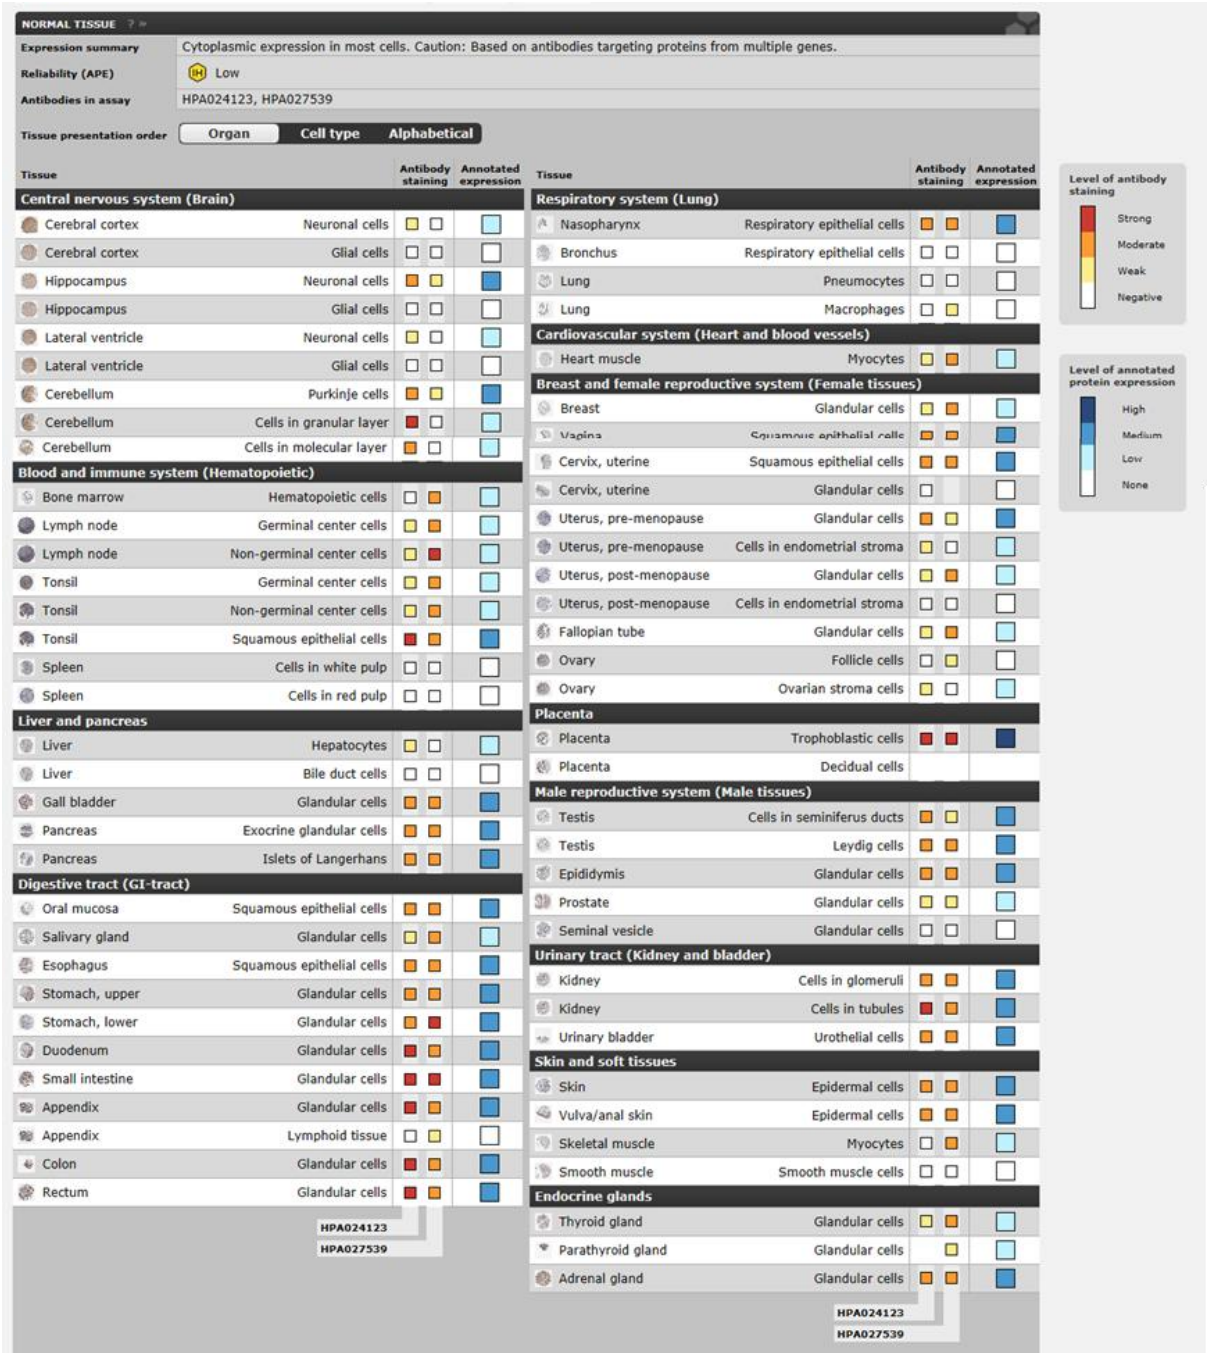 NORMAL TISSUE ? »
Expression summary Cytoplasmic expression in most cells. Caution: Based on antibodies targeting proteins from multiple genes.
Reliability (APE) IH Low
Antibodies in assay HPA024123, HPA027539
Tissue presentation order Organ Cell type Alphabetical
Tissue Antibody staining Annotated expression
Central nervous system (Brain)
Cerebral cortex Neuronal cells
Cerebral cortex Glial cells
Hippocampus Neuronal cells
Hippocampus Glial cells
Lateral ventricle Neuronal cells
Lateral ventricle Glial cells
Cerebellum Purkinje cells
Cerebellum Cells in granular layer
Cerebellum Cells in molecular layer
Blood and immune system (Hematopoietic)
Bone marrow Hematopoietic cells
Lymph node Germinal center cells
Lymph node Non-germinal center cells
Tonsil Germinal center cells
Tonsil Non-germinal center cells
Tonsil Squamous epithelial cells
Spleen Cells in white pulp
Spleen Cells in red pulp
Liver and pancreas
Liver Hepatocytes
Liver Bile duct cells
Gall bladder Glandular cells
Pancreas Exocrine glandular cells
Pancreas Islets of Langerhans
Digestive tract (GI-tract)
Oral mucosa Squamous epithelial cells
Salivary gland Glandular cells
Esophagus Squamous epithelial cells
Stomach, upper Glandular cells
Stomach, lower Glandular cells
Duodenum Glandular cells
Small intestine Glandular cells
Appendix Glandular cells
Appendix Lymphoid tissue
Colon Glandular cells
Rectum Glandular cells
HPA024123
HPA027539
Tissue Antibody staining Annotated expression
Respiratory system (Lung)
Nasopharynx Respiratory epithelial cells
Bronchus Respiratory epithelial cells
Lung Pneumocytes
Lung Macrophages
Cardiovascular system (Heart and blood vessels)
Heart muscle Myocytes
Breast and female reproductive system (Female tissues)
Breast Glandular cells
Vagina Squamous epithelial cells
Cervix, uterine Squamous epithelial cells
Cervix, uterine Glandular cells
Uterus, pre-menopause Glandular cells
Uterus, pre-menopause Cells in endometrial stroma
Uterus, post-menopause Glandular cells
Uterus, post-menopause Cells in endometrial stroma
Fallopian tube Glandular cells
Ovary Follicle cells
Ovary Ovarian stroma cells
Placenta
Placenta Trophoblastic cells
Placenta Decidual cells
Male reproductive system (Male tissues)
Testis Cells in seminiferus ducts
Testis Leydig cells
Epididymis Glandular cells
Prostate Glandular cells
Seminal vesicle Glandular cells
Urinary tract (Kidney and bladder)
Kidney Cells in glomeruli
Kidney Cells in tubules
Urinary bladder Urothelial cells
Skin and soft tissues
Skin Epidermal cells
Vulva/anal skin Epidermal cells
Skeletal muscle Myocytes
Smooth muscle Smooth muscle cells
Endocrine glands
Thyroid gland Glandular cells
Parathyroid gland Glandular cells
Adrenal gland Glandular cells
HPA024123
HPA027539
Level of antibody
staining
Strong
Moderate
Weak
Negative
Level of annotated
protein expression
High
Medium
Low
None